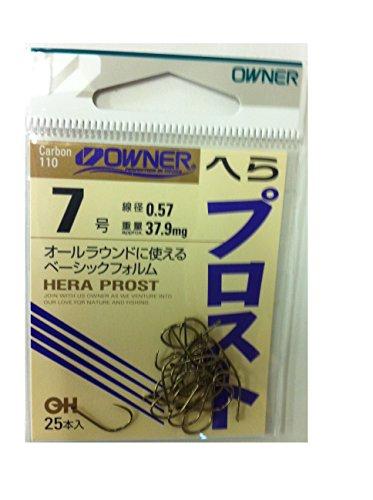 OWNER
Carbon
110
OWNER
へら
プロスト
7号
線径 0.57
重量 approx. 37.9mg
オールラウンドに使える
ベーシックフォルム
HERA PROST
JOIN WITH US OWNER AS WE VENTURE INTO
OUR LOVE FOR NATURE AND FISHING.
OH
25本入